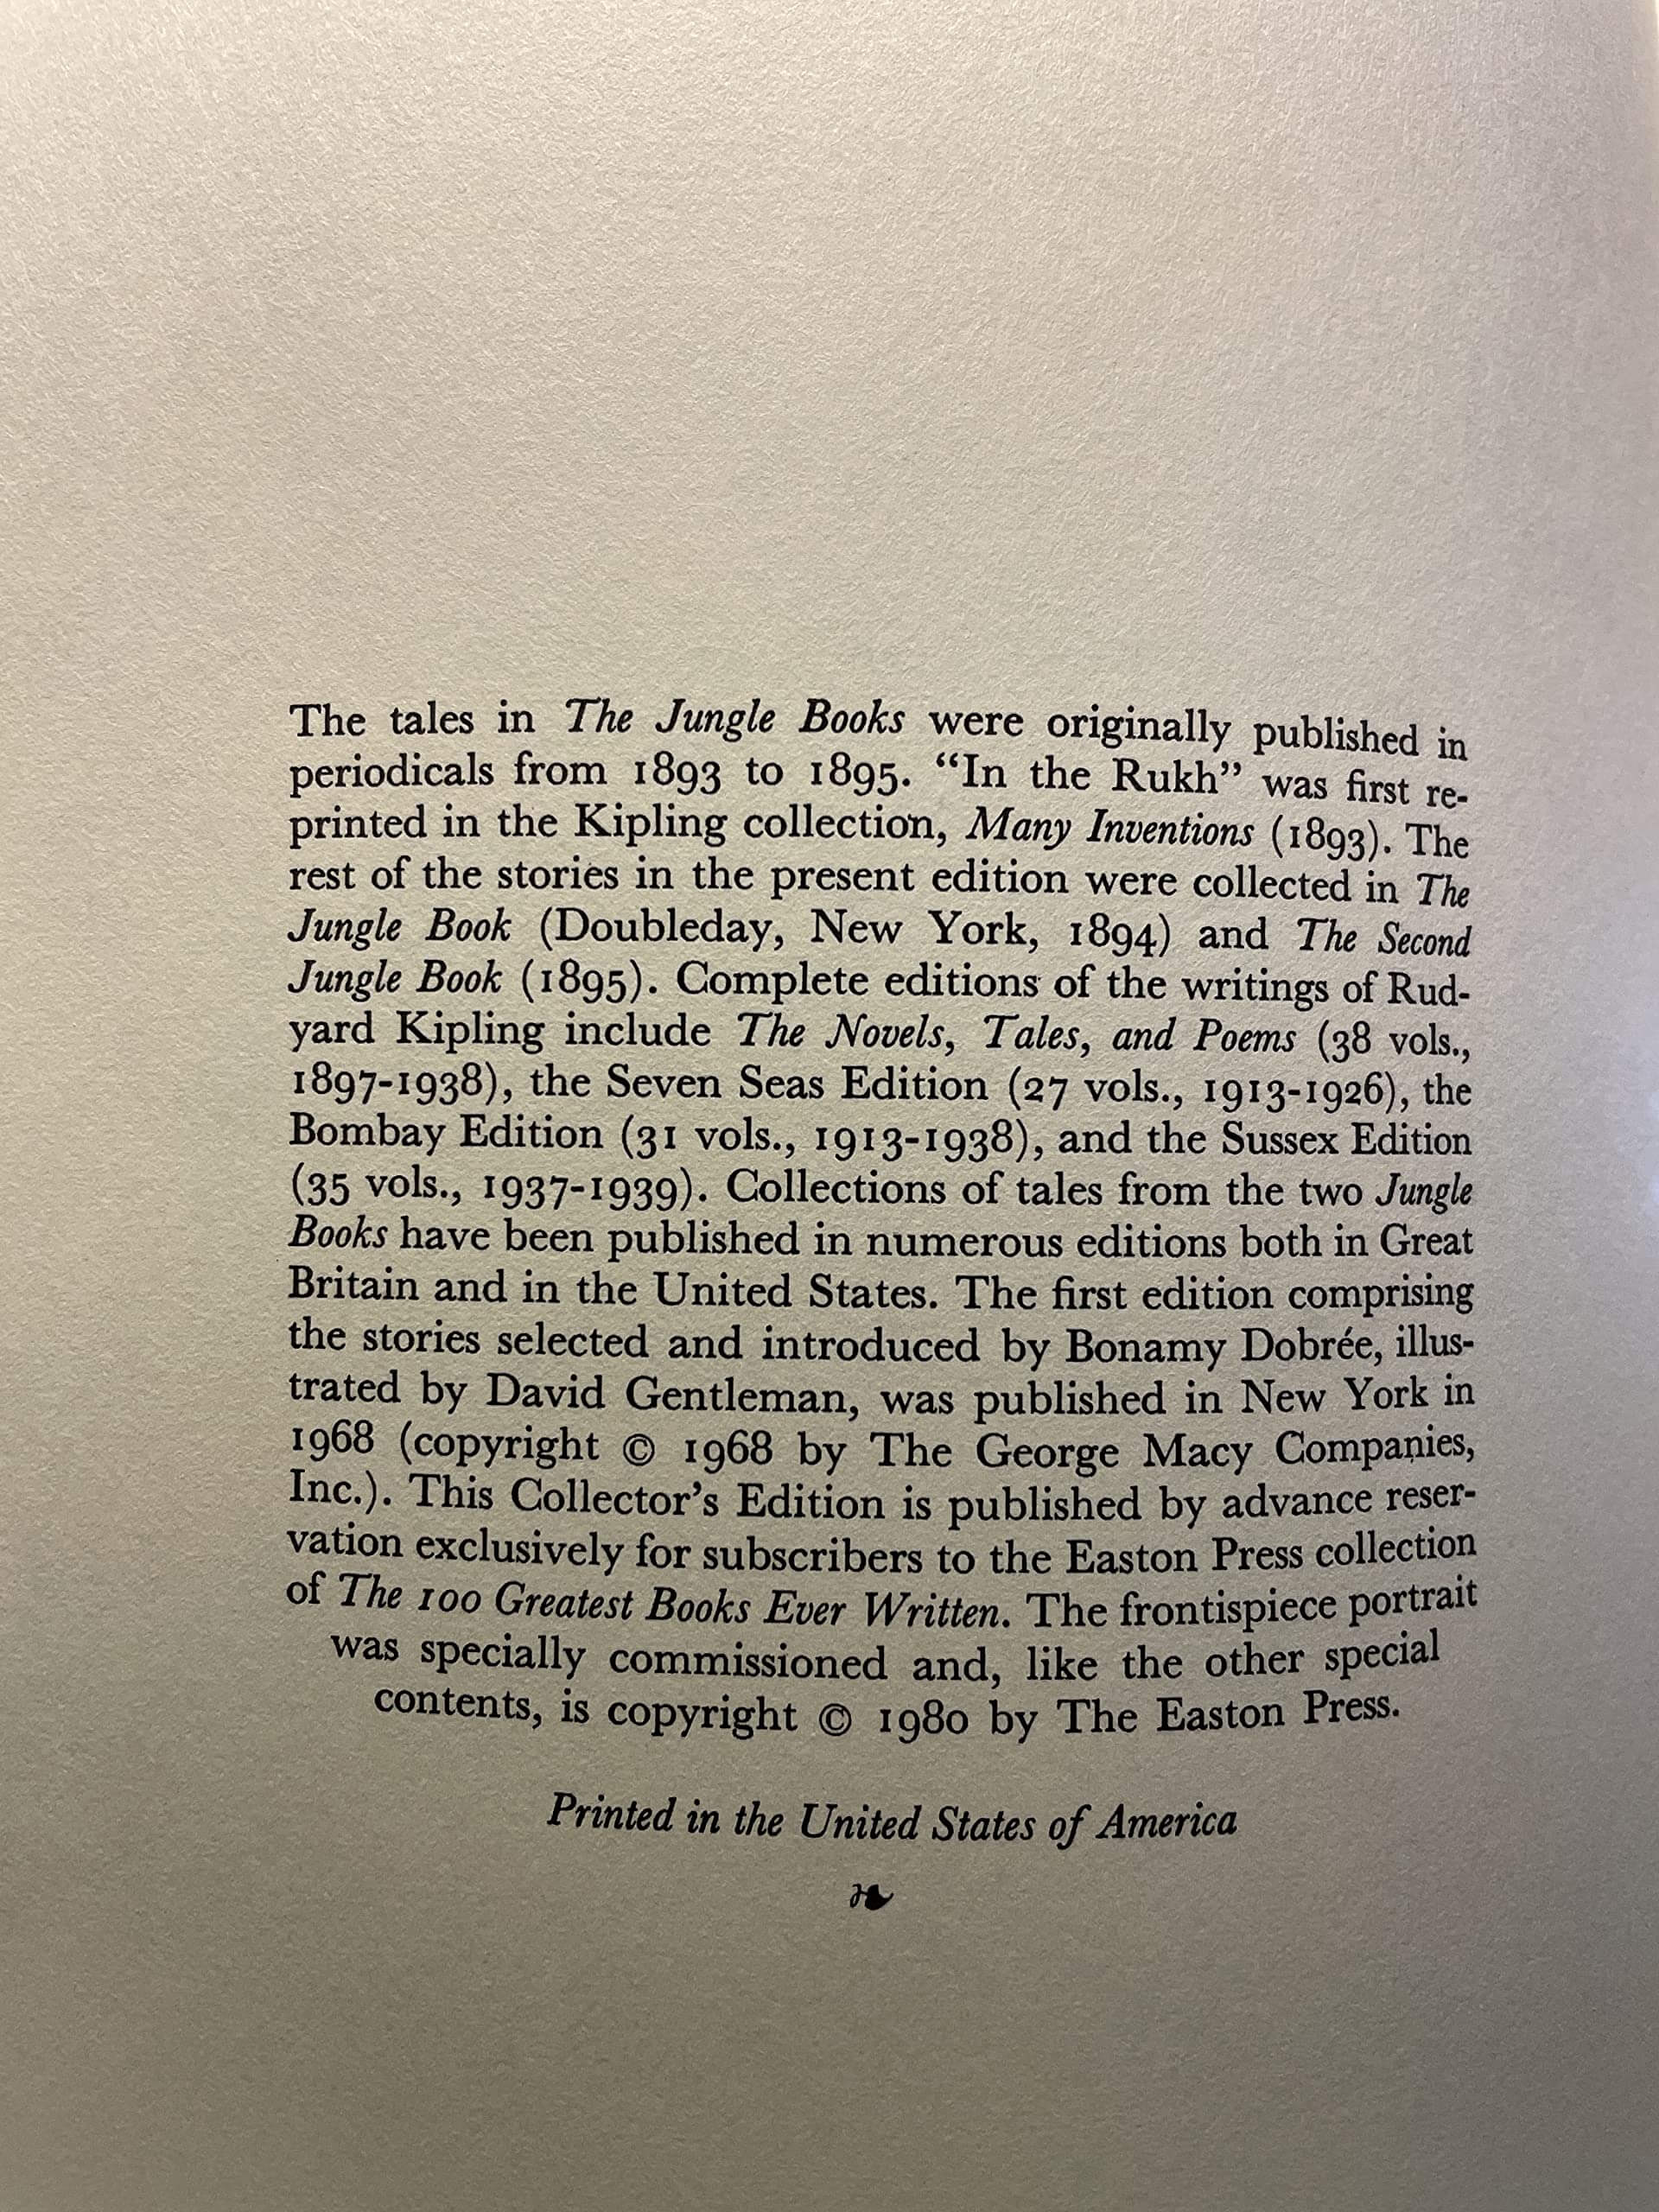 The tales in The Jungle Books were originally published in
periodicals from 1893 to 1895. “In the Rukh” was first re-
printed in the Kipling collection, Many Inventions (1893). The
rest of the stories in the present edition were collected in The
Jungle Book (Doubleday, New York, 1894) and The Second
Jungle Book (1895). Complete editions of the writings of Rud-
yard Kipling include The Novels, Tales, and Poems (38 vols.,
1897-1938), the Seven Seas Edition (27 vols., 1913-1926), the
Bombay Edition (31 vols., 1913-1938), and the Sussex Edition
(35 vols., 1937-1939). Collections of tales from the two Jungle
Books have been published in numerous editions both in Great
Britain and in the United States. The first edition comprising
the stories selected and introduced by Bonamy Dobrée, illus-
trated by David Gentleman, was published in New York in
1968 (copyright © 1968 by The George Macy Companies,
Inc.). This Collector’s Edition is published by advance reser-
vation exclusively for subscribers to the Easton Press collection
of The 100 Greatest Books Ever Written. The frontispiece portrait
was specially commissioned and, like the other special
contents, is copyright © 1980 by The Easton Press.
Printed in the United States of America